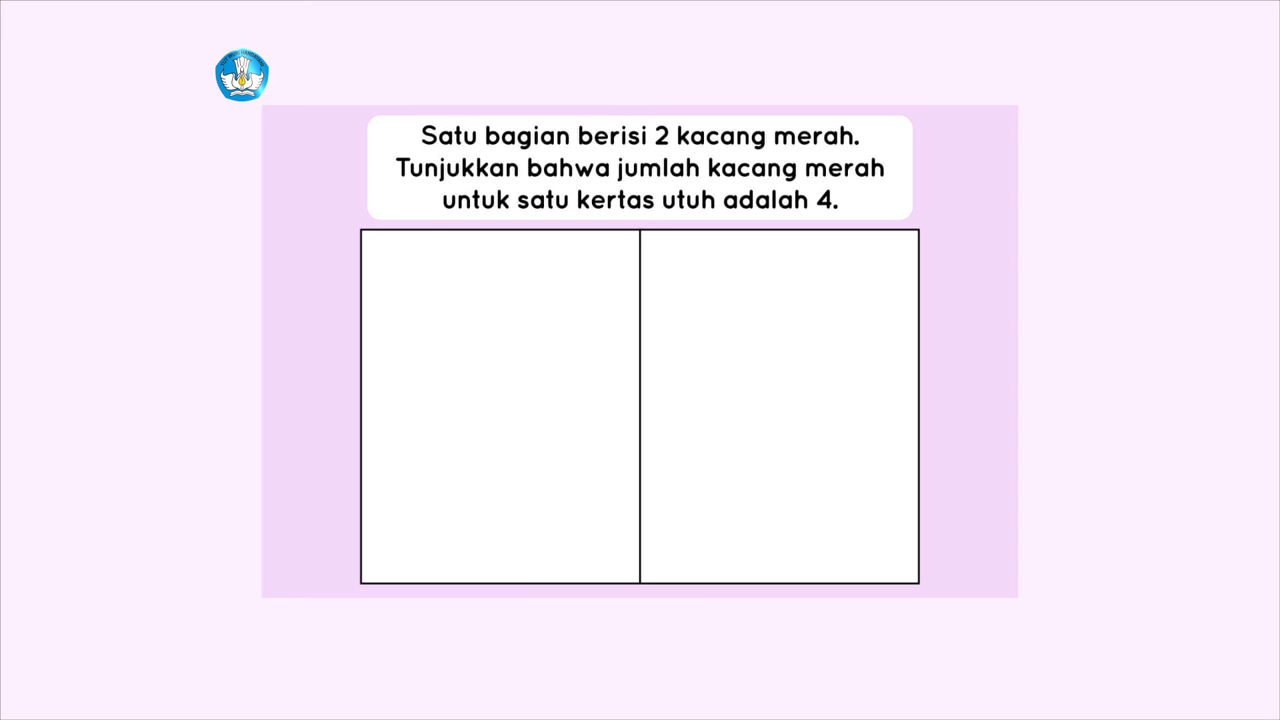 Satu bagian berisi 2 kacang merah.
Tunjukkan bahwa jumlah kacang merah
untuk satu kertas utuh adalah 4.